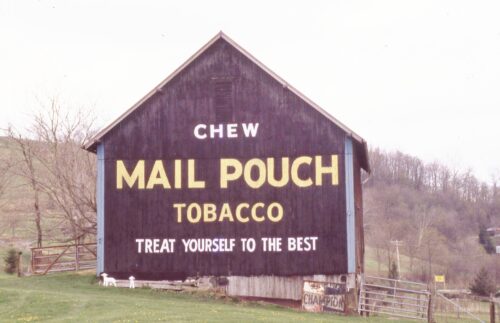 CHEW
MAIL POUCH
TOBACCO
TREAT YOURSELF TO THE BEST
CHAMPION